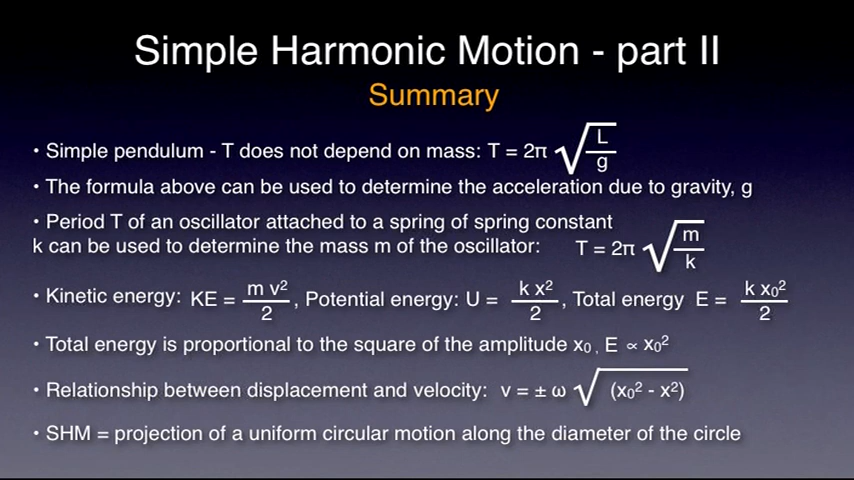 Simple Harmonic Motion - part II
Summary
• Simple pendulum - T does not depend on mass: T = 2π √(L/g)
• The formula above can be used to determine the acceleration due to gravity, g
• Period T of an oscillator attached to a spring of spring constant
k can be used to determine the mass m of the oscillator: T = 2π √(m/k)
• Kinetic energy: KE = m v²/2 , Potential energy: U = k x²/2 , Total energy E = k x₀²/2
• Total energy is proportional to the square of the amplitude x₀ , E ∝ x₀²
• Relationship between displacement and velocity: v = ± ω √(x₀² - x²)
• SHM = projection of a uniform circular motion along the diameter of the circle